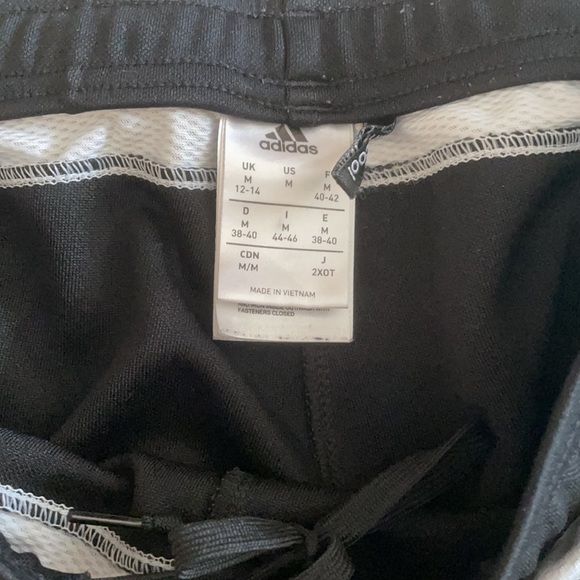 adidas
UK US F
M M M
12-14 40-42
D I E
M M M
38-40 44-46 38-40
CDN J
M/M 2XOT
MADE IN VIETNAM
FASTENERS CLOSED